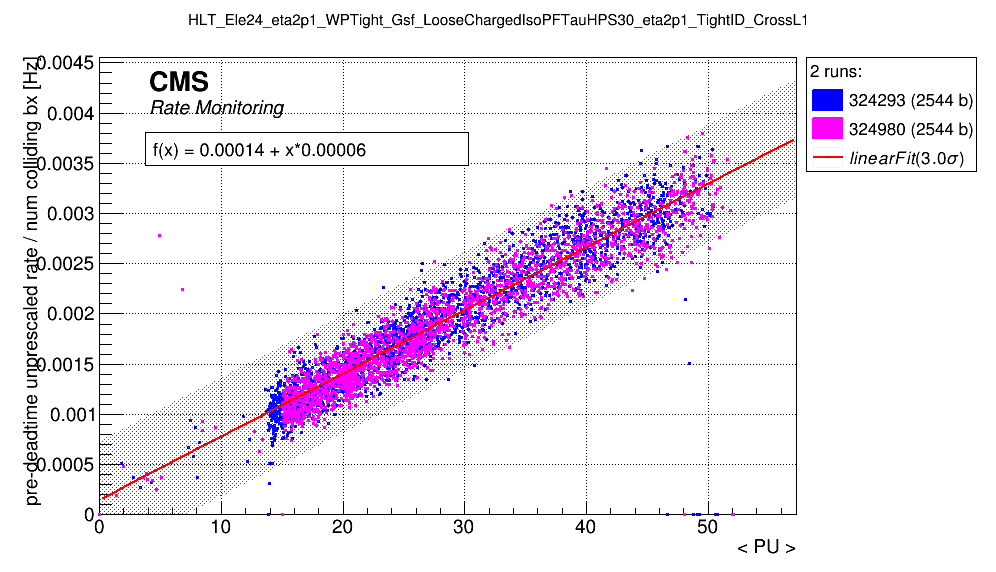 HLT_Ele24_eta2p1_WPTight_Gsf_LooseChargedIsoPFTauHPS30_eta2p1_TightID_CrossL1
pre-deadtime unprescaled rate / num colliding bx [Hz]
0.0045
0.004
0.0035
0.003
0.0025
0.002
0.0015
0.001
0.0005
0
CMS
Rate Monitoring
f(x) = 0.00014 + x*0.00006
2 runs:
324293 (2544 b)
324980 (2544 b)
linearFit(3.0σ)
0 10 20 30 40 50
< PU >